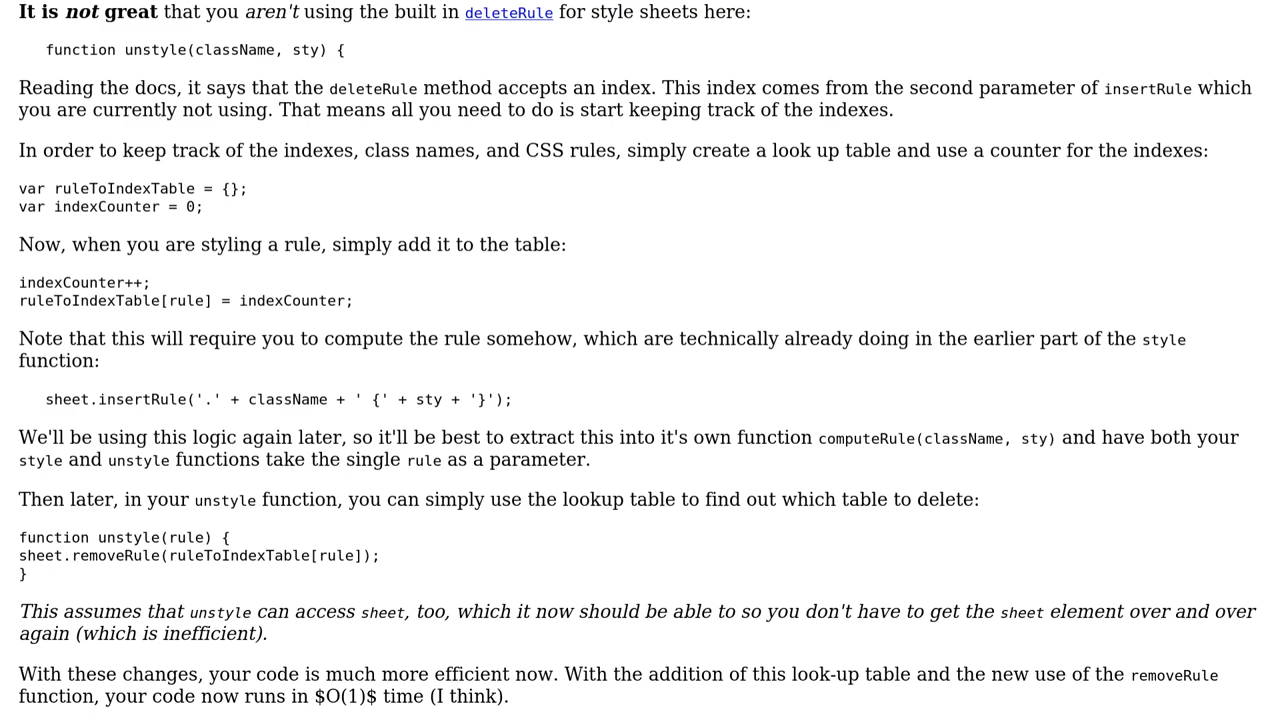 It is not great that you aren't using the built in deleteRule for style sheets here:
function unstyle(className, sty) {
Reading the docs, it says that the deleteRule method accepts an index. This index comes from the second parameter of insertRule which
you are currently not using. That means all you need to do is start keeping track of the indexes.
In order to keep track of the indexes, class names, and CSS rules, simply create a look up table and use a counter for the indexes:
var ruleToIndexTable = {};
var indexCounter = 0;
Now, when you are styling a rule, simply add it to the table:
indexCounter++;
ruleToIndexTable[rule] = indexCounter;
Note that this will require you to compute the rule somehow, which are technically already doing in the earlier part of the style
function:
sheet.insertRule('.' + className + ' {' + sty + '}');
We'll be using this logic again later, so it'll be best to extract this into it's own function computeRule(className, sty) and have both your
style and unstyle functions take the single rule as a parameter.
Then later, in your unstyle function, you can simply use the lookup table to find out which table to delete:
function unstyle(rule) {
sheet.removeRule(ruleToIndexTable[rule]);
}
This assumes that unstyle can access sheet, too, which it now should be able to so you don't have to get the sheet element over and over
again (which is inefficient).
With these changes, your code is much more efficient now. With the addition of this look-up table and the new use of the removeRule
function, your code now runs in $O(1)$ time (I think).